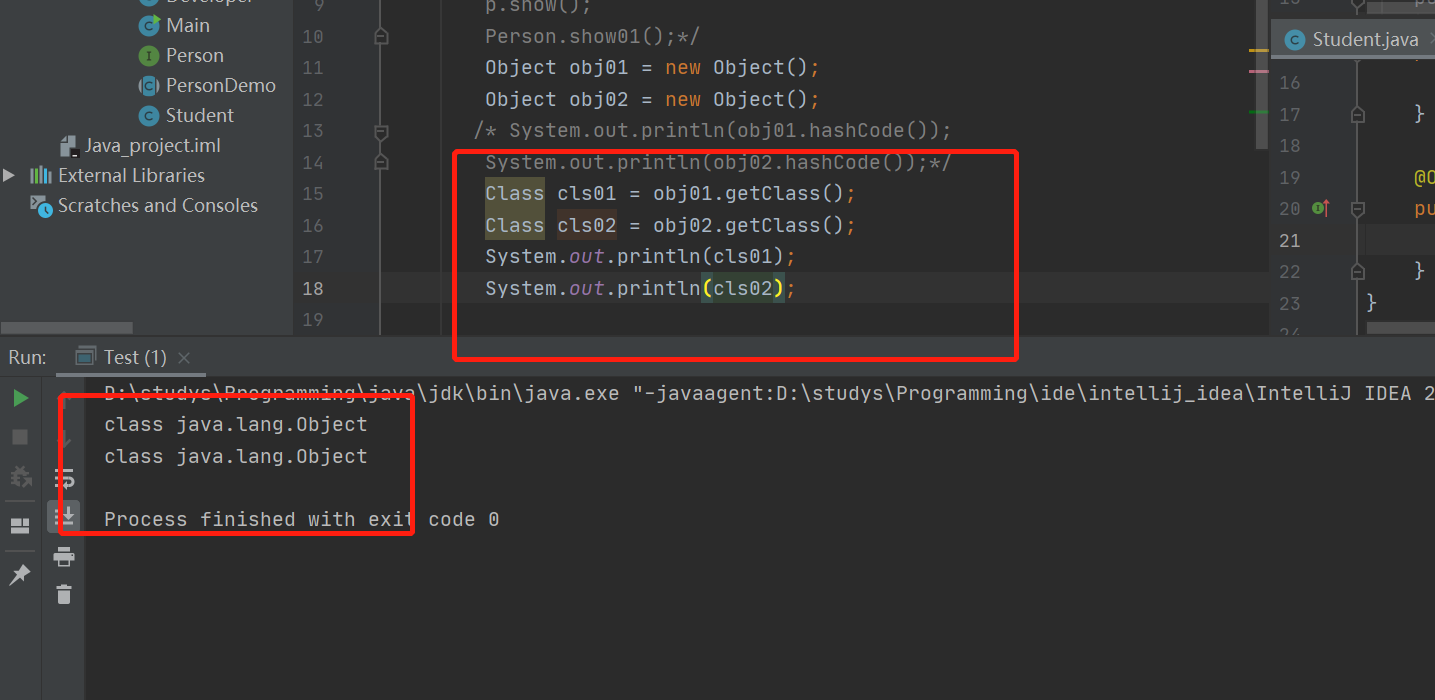 Developer
Main
Person
PersonDemo
Student
Java_project.iml
External Libraries
Scratches and Consoles
9 p.show();
10 Person.show01();*/
11 Object obj01 = new Object();
12 Object obj02 = new Object();
13 /* System.out.println(obj01.hashCode());
14 System.out.println(obj02.hashCode());*/
15 Class cls01 = obj01.getClass();
16 Class cls02 = obj02.getClass();
17 System.out.println(cls01);
18 System.out.println(cls02);
19
Student.java
16
17 }
18
19 @O
20 pu
21
22 }
23 }
24
Run: Test (1)
D:\studys\Programming\java\jdk\bin\java.exe "-javaagent:D:\studys\Programming\ide\intellij_idea\IntelliJ IDEA 2
class java.lang.Object
class java.lang.Object
Process finished with exit code 0